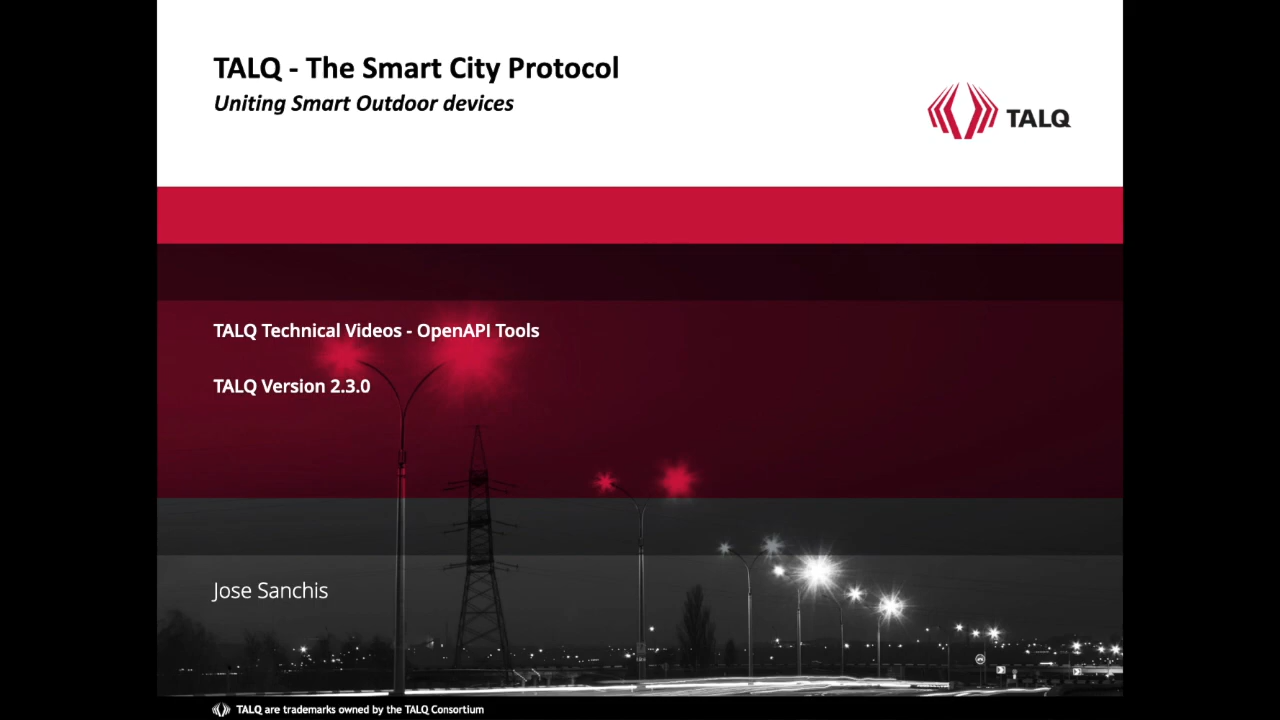 TALQ - The Smart City Protocol
Uniting Smart Outdoor devices
TALQ
TALQ Technical Videos - OpenAPI Tools
TALQ Version 2.3.0
Jose Sanchis
TALQ are trademarks owned by the TALQ Consortium